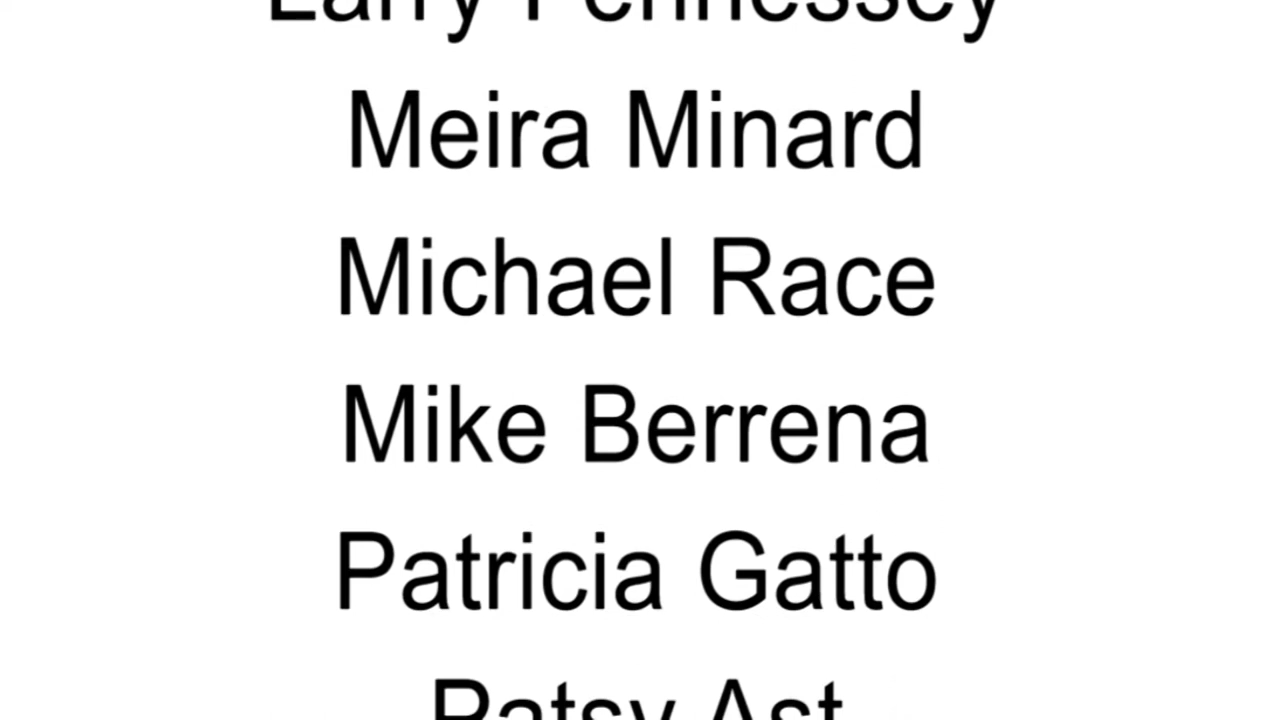 Larry Pennessey
Meira Minard
Michael Race
Mike Berrena
Patricia Gatto
Patsy Ast